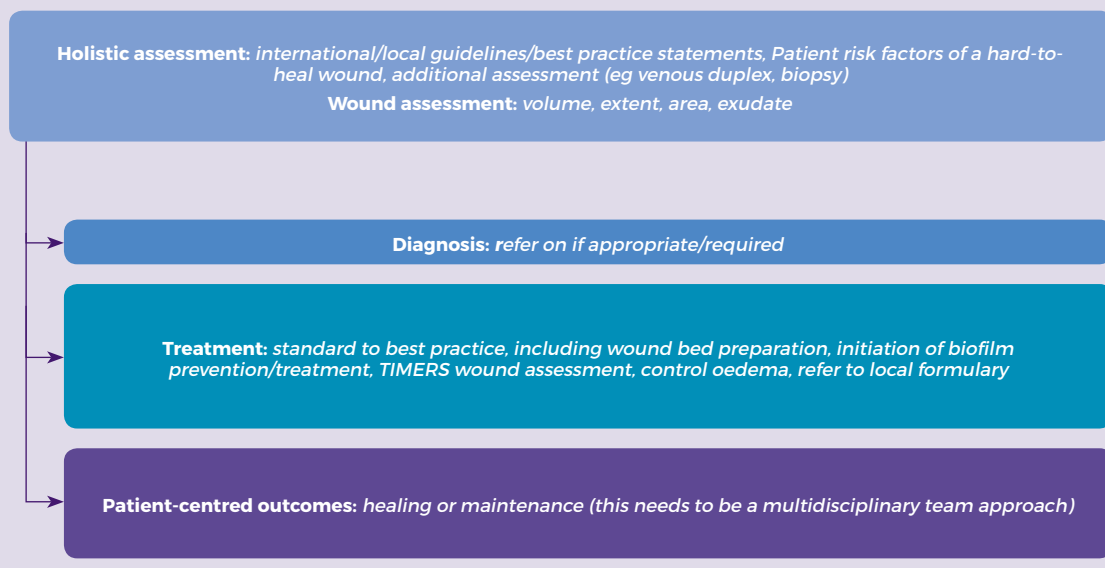 Holistic assessment: international/local guidelines/best practice statements, Patient risk factors of a hard-to-
heal wound, additional assessment (eg venous duplex, biopsy)
Wound assessment: volume, extent, area, exudate
Diagnosis: refer on if appropriate/required
Treatment: standard to best practice, including wound bed preparation, initiation of biofilm
prevention/treatment, TIMERS wound assessment, control oedema, refer to local formulary
Patient-centred outcomes: healing or maintenance (this needs to be a multidisciplinary team approach)